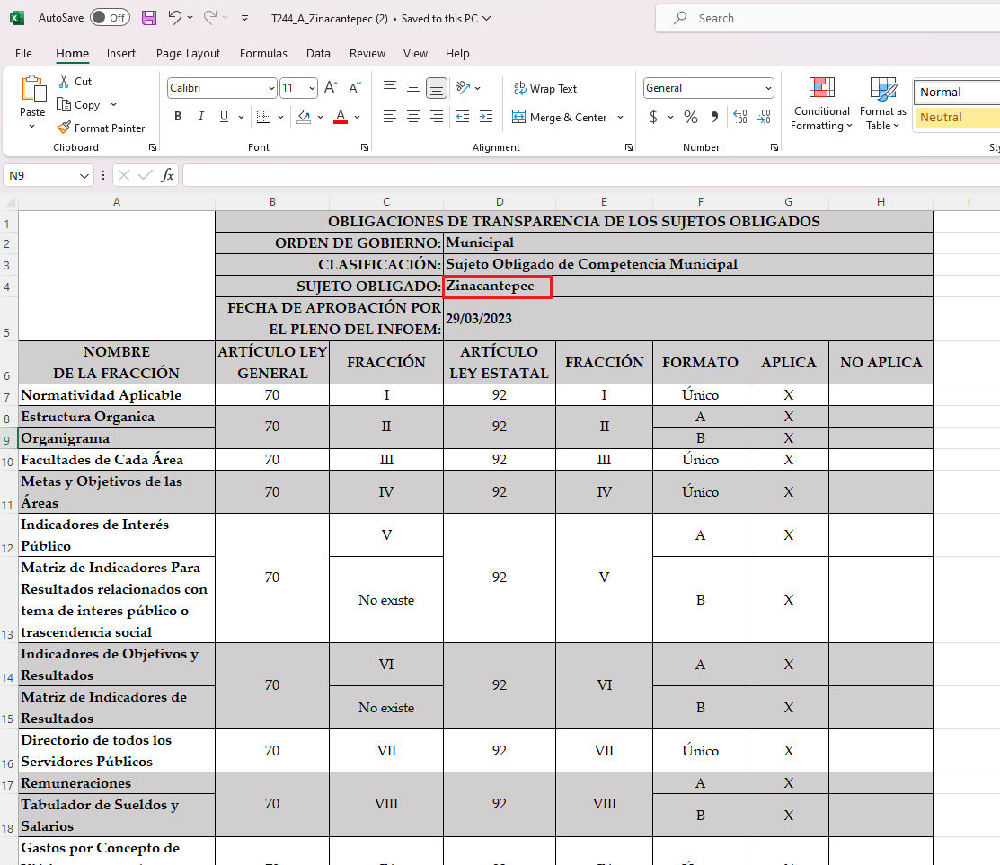 AutoSave Off T244_A_Zinacantepec (2) • Saved to this PC Search
File Home Insert Page Layout Formulas Data Review View Help
Paste Cut Copy Format Painter Clipboard
Calibri 11 B I U Font
Wrap Text Merge & Center Alignment
General $ % Number
Conditional Formatting Format as Table Normal Neutral
N9 fx
A B C D E F G H I
1 OBLIGACIONES DE TRANSPARENCIA DE LOS SUJETOS OBLIGADOS
2 ORDEN DE GOBIERNO: Municipal
3 CLASIFICACIÓN: Sujeto Obligado de Competencia Municipal
4 SUJETO OBLIGADO: Zinacantepec
FECHA DE APROBACIÓN POR
5 EL PLENO DEL INFOEM: 29/03/2023
NOMBRE ARTÍCULO LEY FRACCIÓN ARTÍCULO FRACCIÓN FORMATO APLICA NO APLICA
6 DE LA FRACCIÓN GENERAL LEY ESTATAL
7 Normatividad Aplicable 70 I 92 I Único X
8 Estructura Organica 70 II 92 II A X
9 Organigrama B X
10 Facultades de Cada Área 70 III 92 III Único X
Metas y Objetivos de las
11 Áreas 70 IV 92 IV Único X
Indicadores de Interés
12 Público 70 V 92 V A X
Matriz de Indicadores Para
Resultados relacionados con
tema de interes público o
13 trascendencia social No existe B X
Indicadores de Objetivos y
14 Resultados 70 VI 92 VI A X
Matriz de Indicadores de
15 Resultados No existe B X
Directorio de todos los
16 Servidores Públicos 70 VII 92 VII Único X
17 Remuneraciones 70 VIII 92 VIII A X
Tabulador de Sueldos y
18 Salarios B X
Gastos por Concepto de